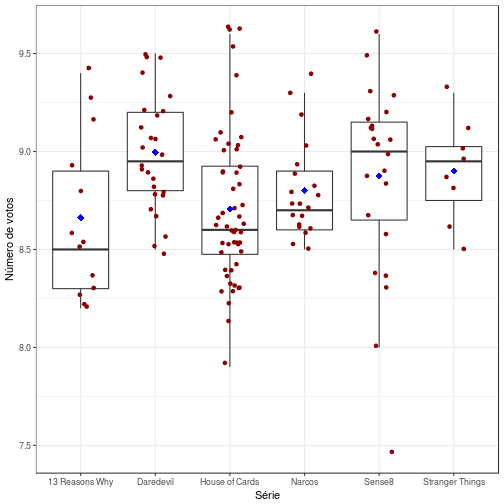 Número de votos
9.5
9.0
8.5
8.0
7.5
13 Reasons Why Daredevil House of Cards Narcos Sense8 Stranger Things
Série